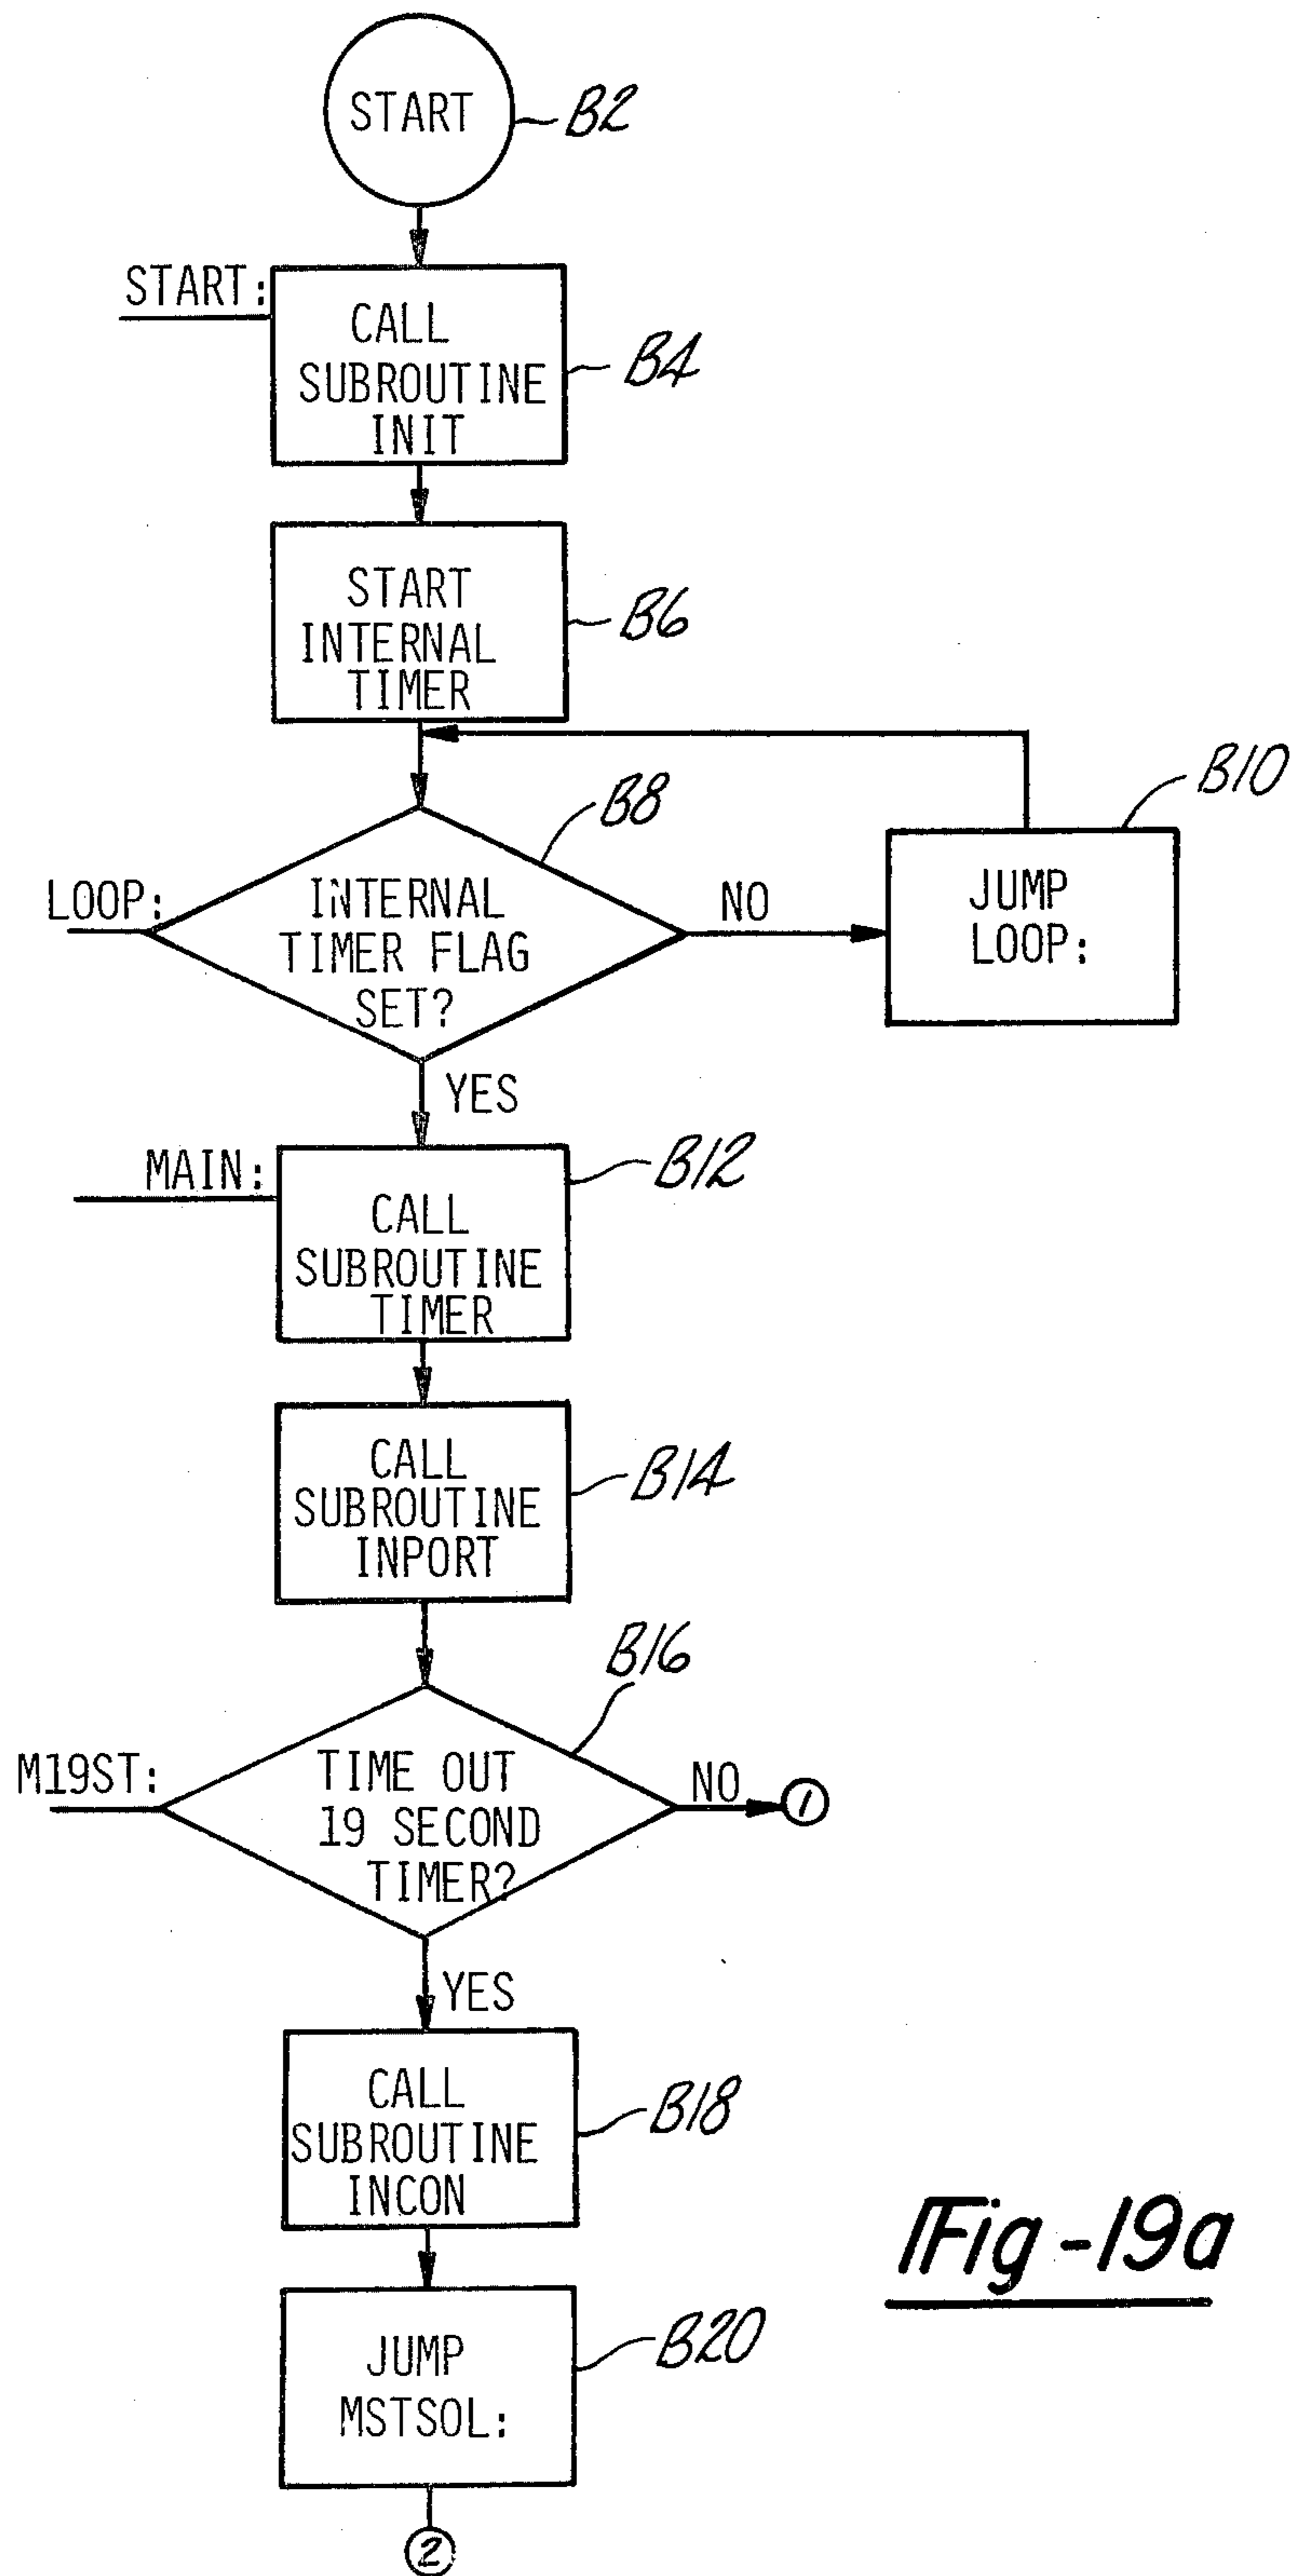 START
B2
START:
CALL
SUBROUTINE
INIT
B4
START
INTERNAL
TIMER
B6
B8
B10
LOOP:
INTERNAL
TIMER FLAG
SET?
NO
JUMP
LOOP:
YES
MAIN:
B12
CALL
SUBROUTINE
TIMER
CALL
SUBROUTINE
INPORT
B14
B16
M19ST:
TIME OUT
19 SECOND
TIMER?
NO
1
YES
CALL
SUBROUTINE
INCON
B18
JUMP
MSTSOL:
B20
2
Fig-19a